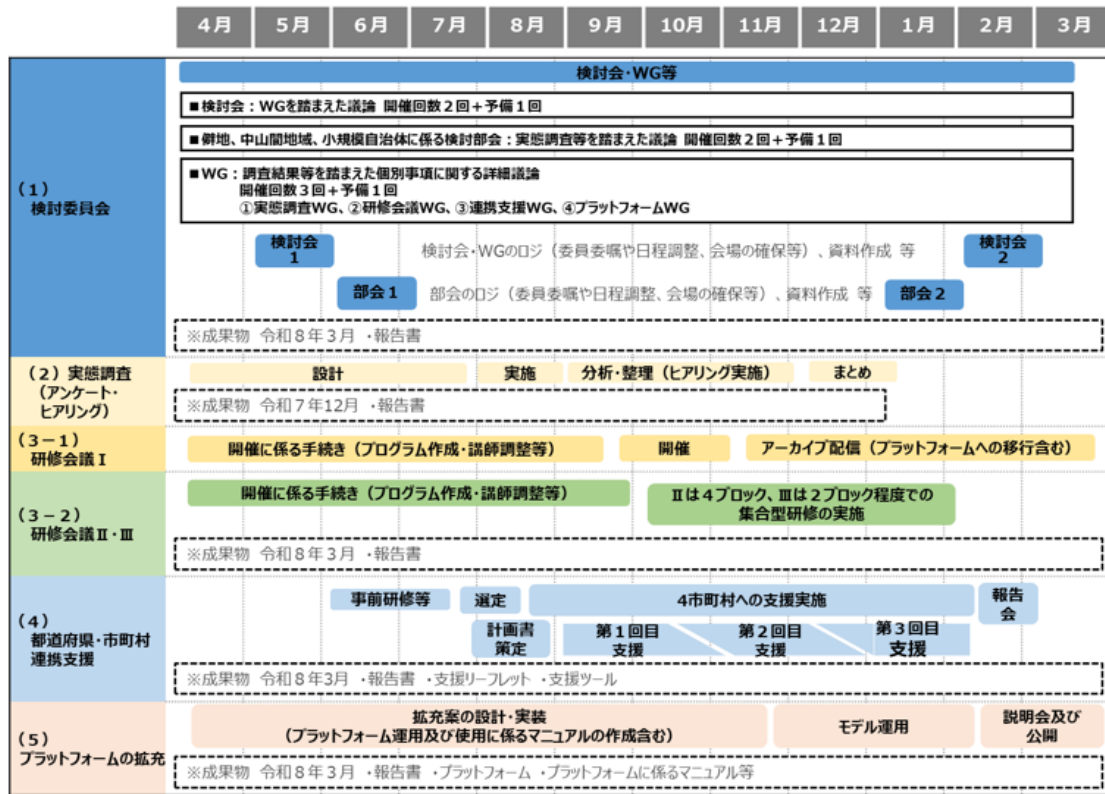 4月 5月 6月 7月 8月 9月 10月 11月 12月 1月 2月 3月
検討会・WG等
■検討会：WGを踏まえた議論 開催回数２回＋予備１回
■僻地、中山間地域、小規模自治体に係る検討部会：実態調査等を踏まえた議論 開催回数２回＋予備１回
■WG：調査結果等を踏まえた個別事項に関する詳細議論
開催回数３回＋予備１回
①実態調査WG、②研修会議WG、③連携支援WG、④プラットフォームWG
（１）
検討委員会
検討会
1
検討会・WGのロジ（委員委嘱や日程調整、会場の確保等）、資料作成 等
検討会
2
部会１
部会のロジ（委員委嘱や日程調整、会場の確保等）、資料作成 等
部会２
※成果物 令和８年３月 ・報告書
（２）実態調査
（アンケート・
ヒアリング）
設計
実施
分析・整理（ヒアリング実施）
まとめ
※成果物 令和７年12月 ・報告書
（３－１）
研修会議Ⅰ
開催に係る手続き（プログラム作成・講師調整等）
開催
アーカイブ配信（プラットフォームへの移行含む）
（３－２）
研修会議Ⅱ・Ⅲ
開催に係る手続き（プログラム作成・講師調整等）
Ⅱは４ブロック、Ⅲは２ブロック程度での
集合型研修の実施
※成果物 令和８年３月 ・報告書
（４）
都道府県・市町村
連携支援
事前研修等
選定
4市町村への支援実施
報告
会
計画書
策定
第１回目
支援
第２回目
支援
第３回目
支援
※成果物 令和８年3月 ・報告書 ・支援リーフレット ・支援ツール
（５）
プラットフォームの拡充
拡充案の設計・実装
（プラットフォーム運用及び使用に係るマニュアルの作成含む）
モデル運用
説明会及び
公開
※成果物 令和８年３月 ・報告書 ・プラットフォーム ・プラットフォームに係るマニュアル等